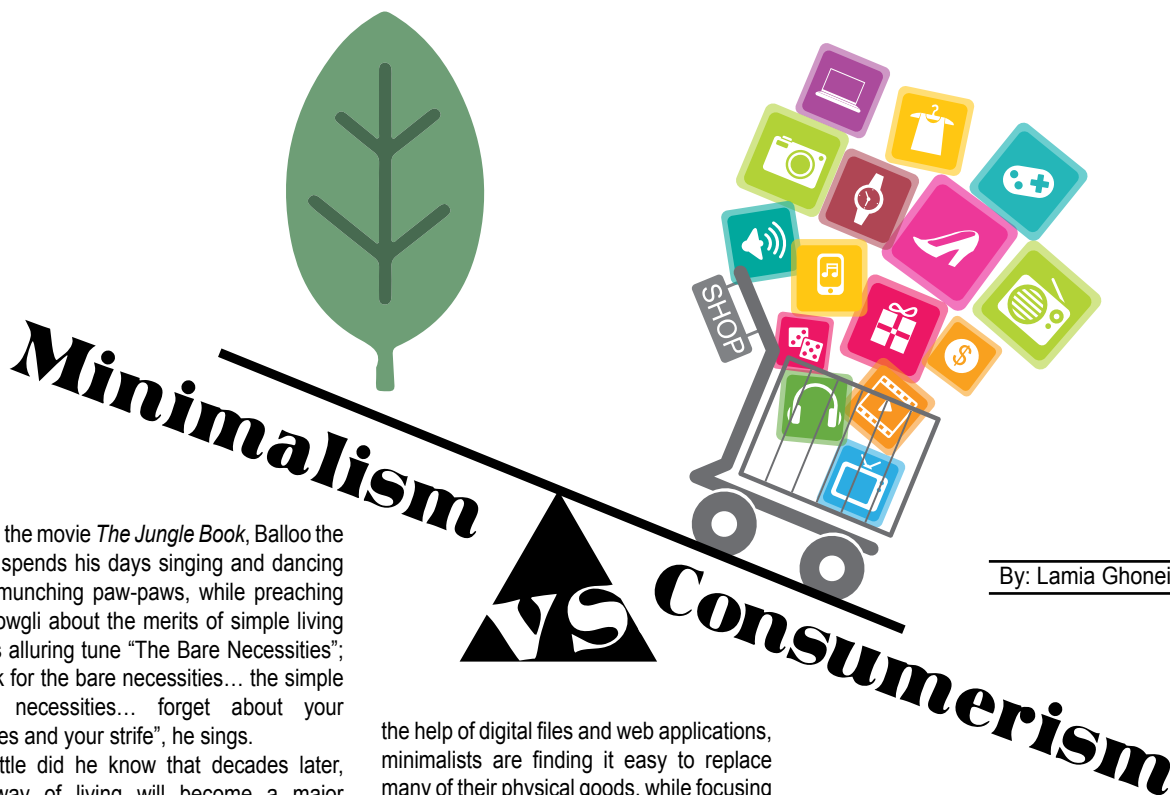 SHOP
Minimalism
VS
Consumerism
By: Lamia Ghonei
the movie The Jungle Book, Balloo the
spends his days singing and dancing
munching paw-paws, while preaching
owgli about the merits of simple living
s alluring tune “The Bare Necessities”;
k for the bare necessities… the simple
necessities… forget about your
es and your strife”, he sings.
ttle did he know that decades later,
way of living will become a major
the help of digital files and web applications,
minimalists are finding it easy to replace
many of their physical goods, while focusing